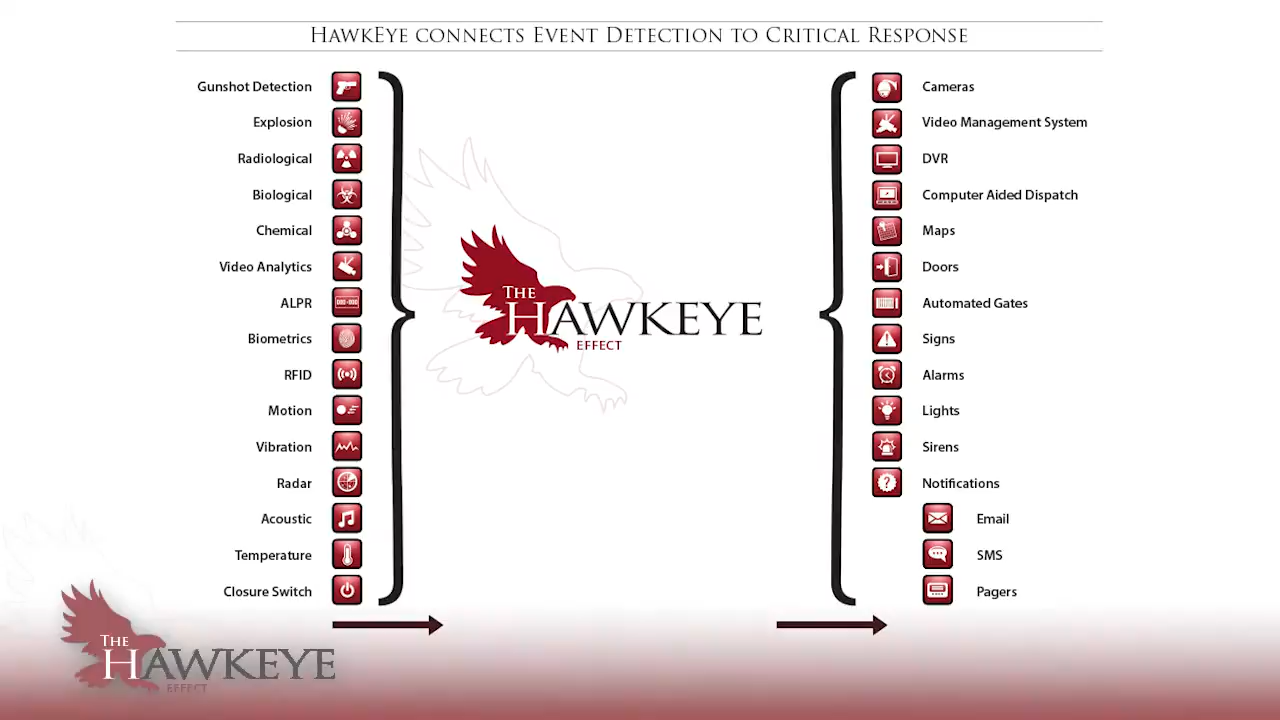 HawkEye connects Event Detection to Critical Response
Gunshot Detection
Explosion
Radiological
Biological
Chemical
Video Analytics
ALPR
Biometrics
RFID
Motion
Vibration
Radar
Acoustic
Temperature
Closure Switch
The
HAWKEYE
EFFECT
Cameras
Video Management System
DVR
Computer Aided Dispatch
Maps
Doors
Automated Gates
Signs
Alarms
Lights
Sirens
Notifications
Email
SMS
Pagers
The
HAWKEYE
EFFECT